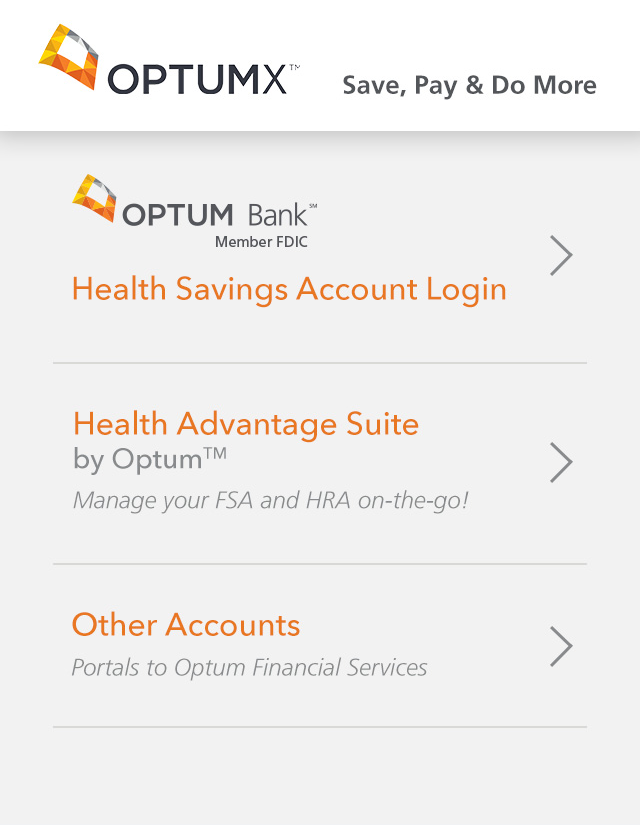 OPTUMX™
Save, Pay & Do More
OPTUM Bank℠
Member FDIC
Health Savings Account Login
Health Advantage Suite
by Optum™
Manage your FSA and HRA on-the-go!
Other Accounts
Portals to Optum Financial Services